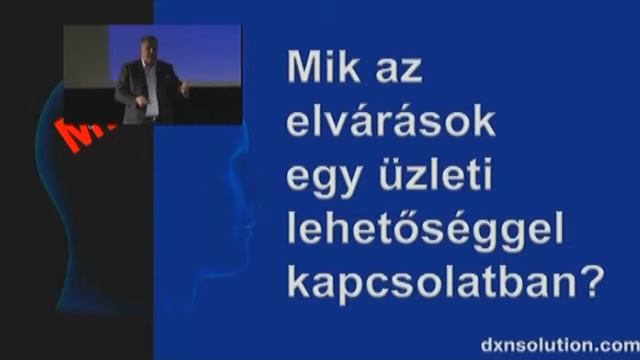 Mik az
elvárások
egy üzleti
lehetőséggel
kapcsolatban?
dxnsolution.com